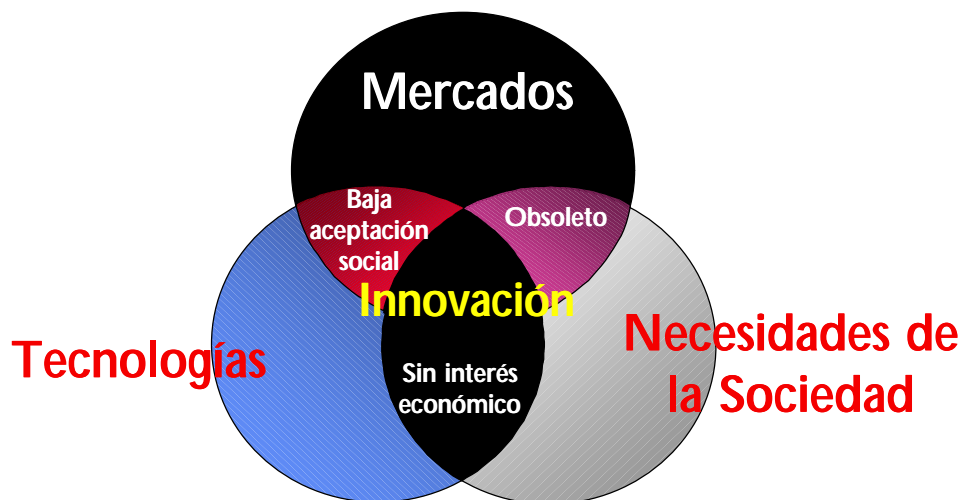 Mercados
Baja
aceptación
social
Obsoleto
Innovación
Tecnologías
Necesidades de
la Sociedad
Sin interés
económico